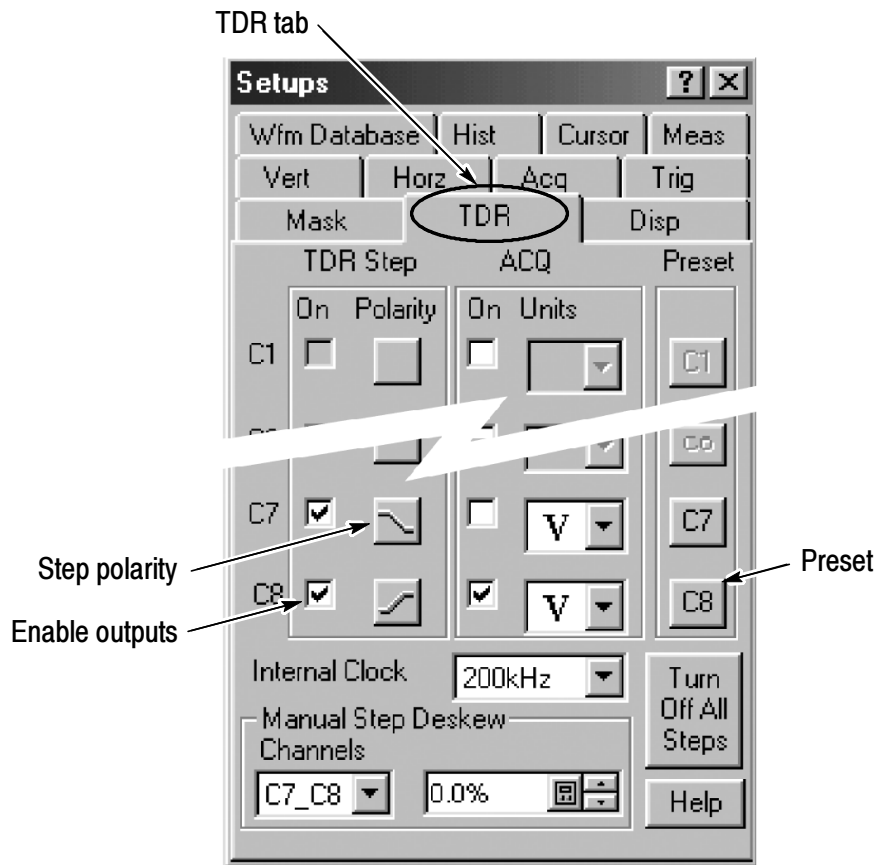 TDR tab
Setups ? ×
Wfm Database Hist Cursor Meas
Vert Horz Acq Trig
Mask TDR Disp
TDR Step ACQ Preset
On Polarity On Units
C1 C1
C7 V C7
Step polarity
Preset
C8 V C8
Enable outputs
Internal Clock 200kHz
Turn
Off All
Steps
Manual Step Deskew
Channels
C7_C8 0.0%
Help